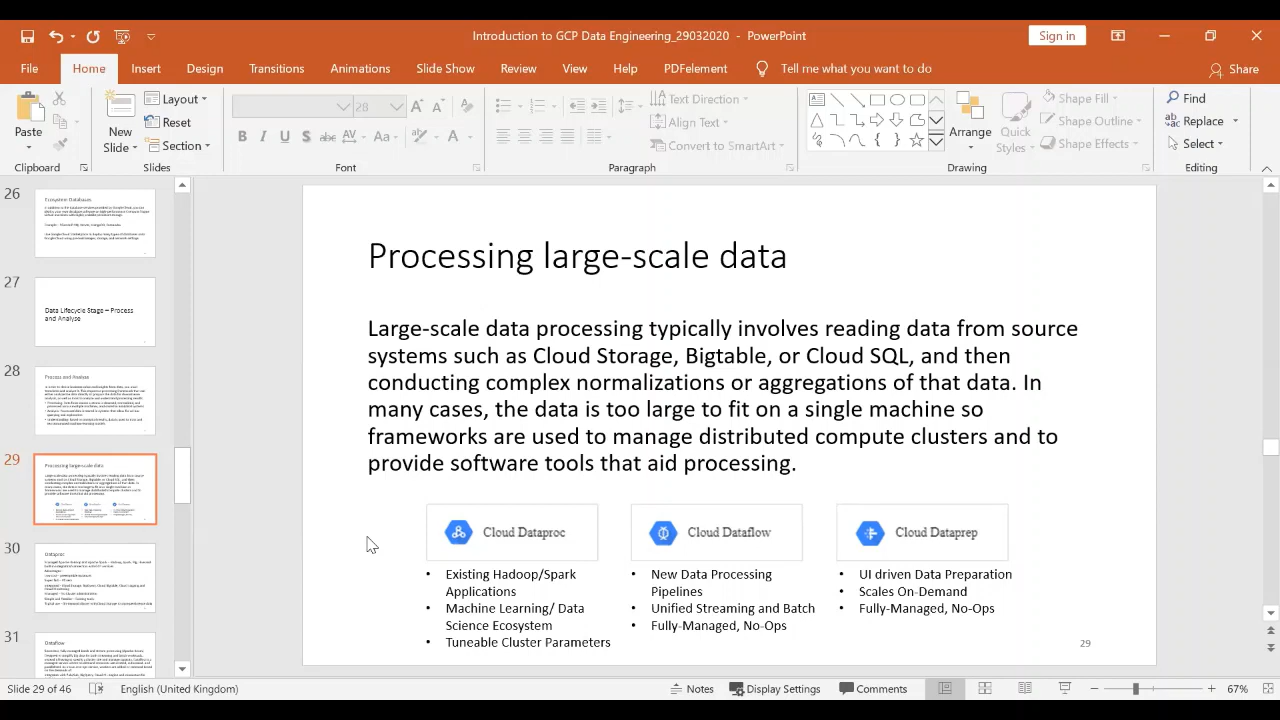 Introduction to GCP Data Engineering_29032020 - PowerPoint
Sign in
File Home Insert Design Transitions Animations Slide Show Review View Help PDFelement Tell me what you want to do Share
Paste
Clipboard
New
Slide
Layout
Reset
Section
Slides
28
Font
Text Direction
Align Text
Convert to SmartArt
Paragraph
Arrange
Quick
Styles
Shape Fill
Shape Outline
Shape Effects
Drawing
Find
Replace
Select
Editing
26
Ecosystem Databases
27
Data Lifecycle Stage – Process
and Analyse
28
Process and Analyse
29
Processing large-scale data
30
Dataproc
31
Dataflow
Processing large-scale data
Large-scale data processing typically involves reading data from source
systems such as Cloud Storage, Bigtable, or Cloud SQL, and then
conducting complex normalizations or aggregations of that data. In
many cases, the data is too large to fit on a single machine so
frameworks are used to manage distributed compute clusters and to
provide software tools that aid processing.
Cloud Dataproc
• Existing Hadoop/Spark
Applications
• Machine Learning/ Data
Science Ecosystem
• Tuneable Cluster Parameters
Cloud Dataflow
• New Data Processing
Pipelines
• Unified Streaming and Batch
• Fully-Managed, No-Ops
Cloud Dataprep
• UI driven Data Preparation
• Scales On-Demand
• Fully-Managed, No-Ops
29
Slide 29 of 46
English (United Kingdom)
Notes
Display Settings
Comments
67%